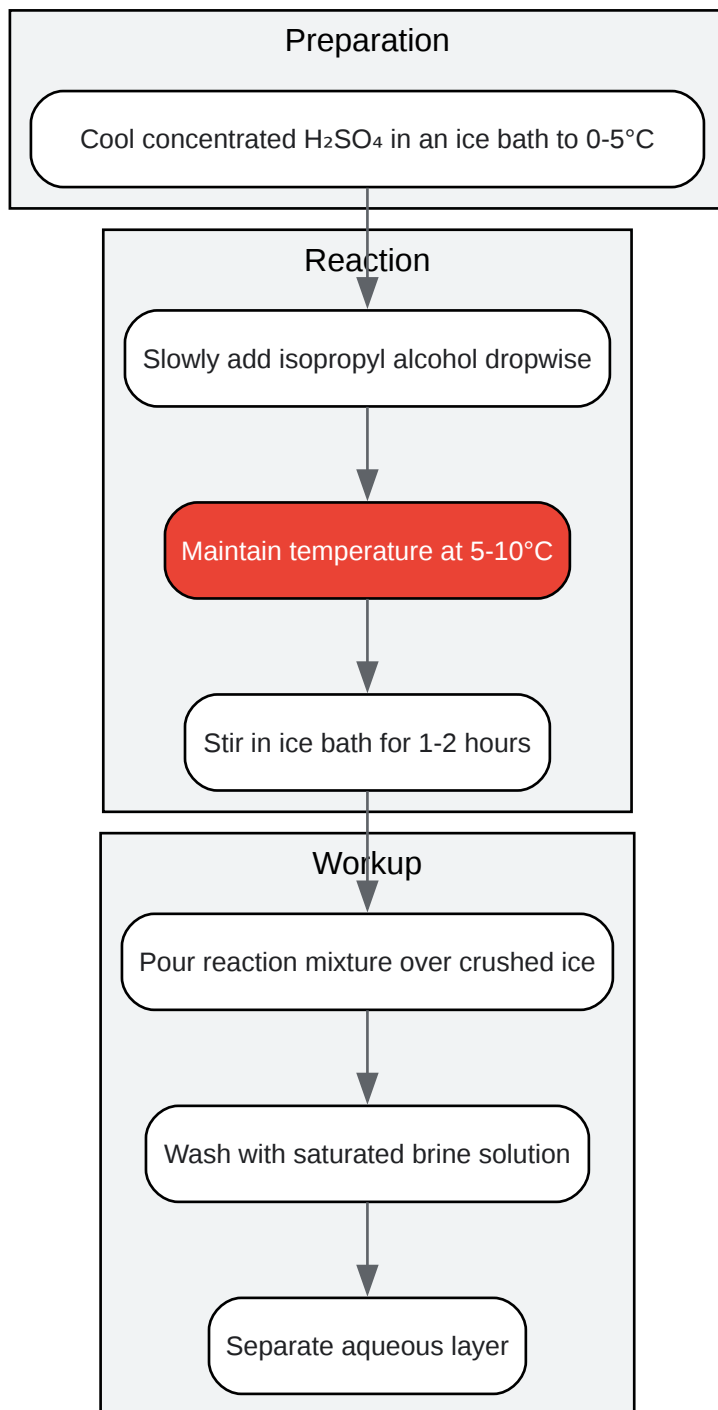 Preparation
Cool concentrated H₂SO₄ in an ice bath to 0-5°C
Reaction
Slowly add isopropyl alcohol dropwise
Maintain temperature at 5-10°C
Stir in ice bath for 1-2 hours
Workup
Pour reaction mixture over crushed ice
Wash with saturated brine solution
Separate aqueous layer